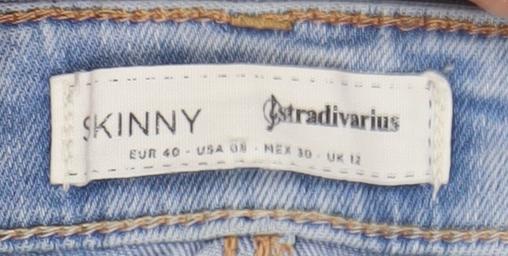 SKINNY stradivarius
EUR 40 - USA 08 - MEX 30 - UK 12